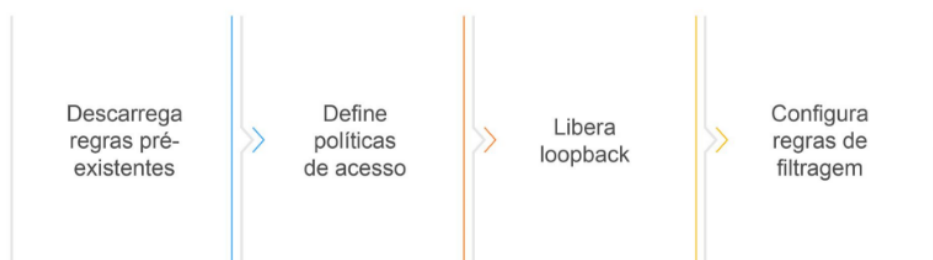 Descarrega
regras pré-
existentes
Define
políticas
de acesso
Libera
loopback
Configura
regras de
filtragem